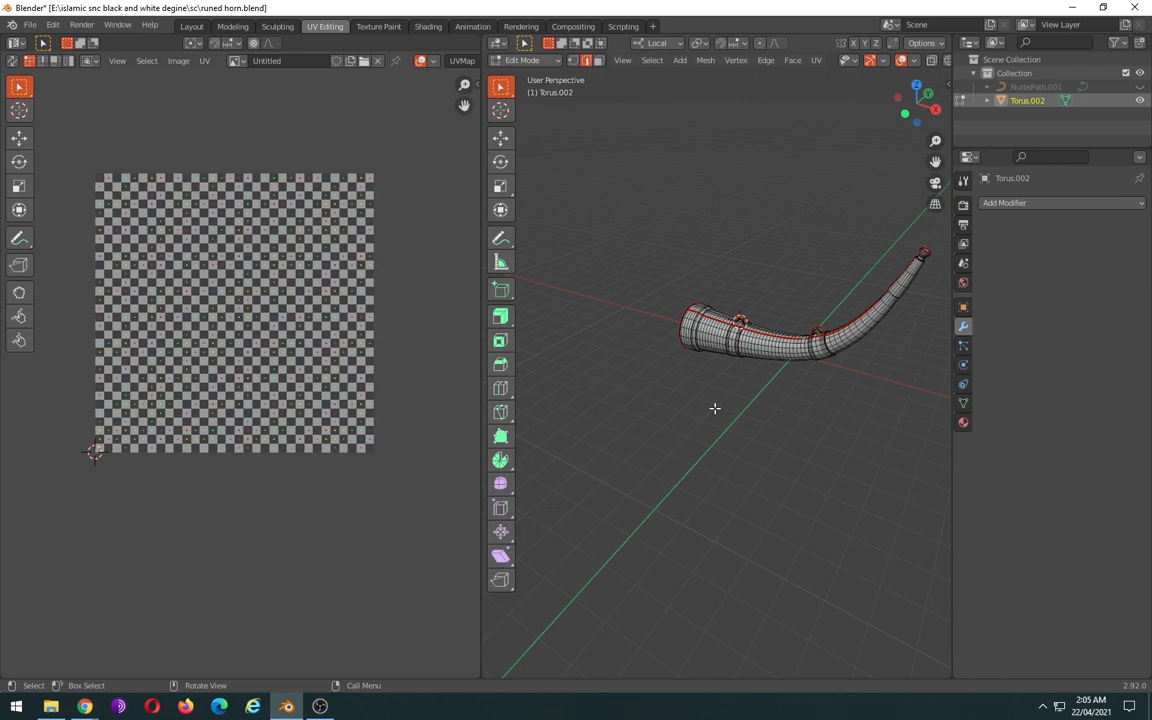 Blender* [E:\islamic snc black and white degine\sc\runed horn.blend]
File Edit Render Window Help Layout Modeling Sculpting UV Editing Texture Paint Shading Animation Rendering Compositing Scripting + Scene View Layer
Local Options
View Select Image UV Untitled UVMap Edit Mode View Select Add Mesh Vertex Edge Face UV
X Y Z
Scene Collection
Collection
NurbsPath.001
Torus.002
User Perspective
(1) Torus.002
Z
Y
X
Torus.002
Add Modifier
Select Box Select Rotate View Call Menu 2.92.0
2:05 AM
22/04/2021